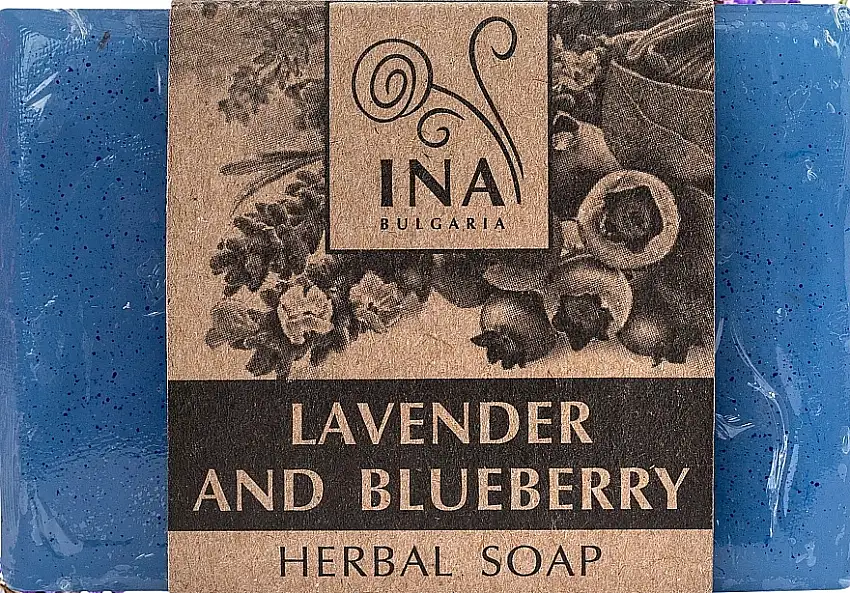 INA
BULGARIA
LAVENDER
AND BLUEBERRY
HERBAL SOAP